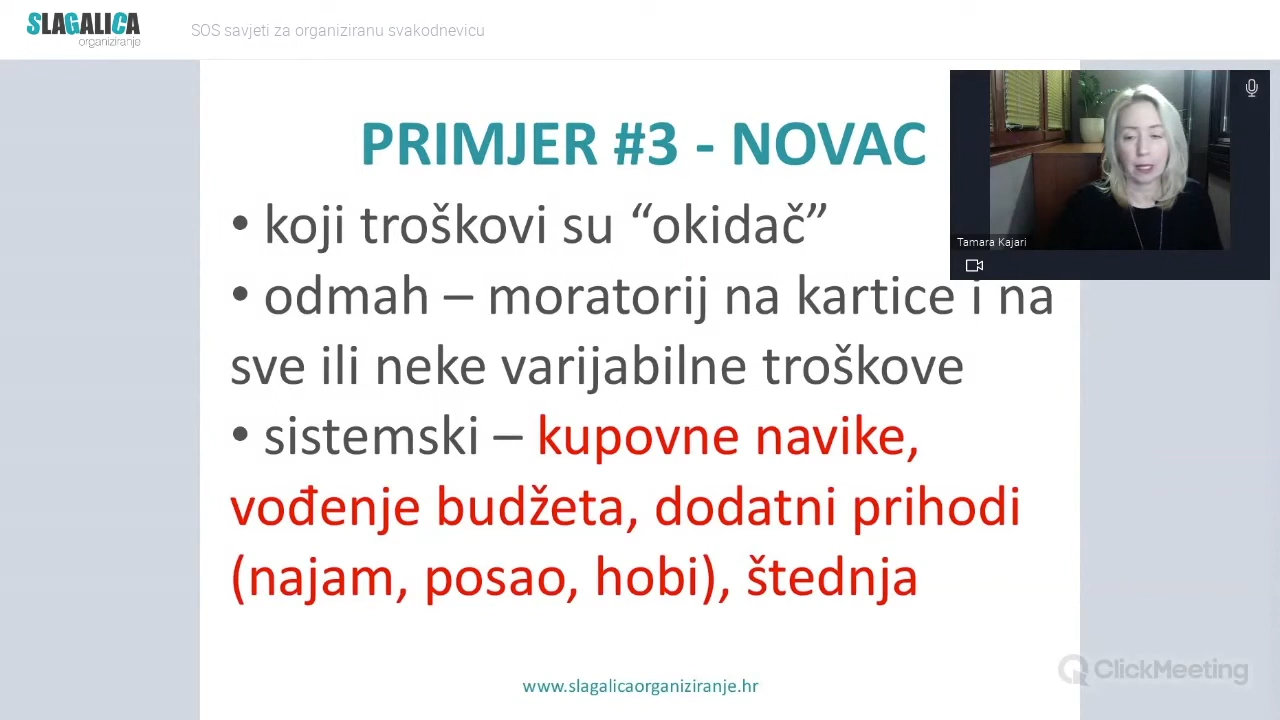 SLAGALICA
organiziranje
SOS savjeti za organiziranu svakodnevicu
PRIMJER #3 - NOVAC
• koji troškovi su “okidač”
• odmah – moratorij na kartice i na
sve ili neke varijabilne troškove
• sistemski – kupovne navike,
vođenje budžeta, dodatni prihodi
(najam, posao, hobi), štednja
Tamara Kajari
www.slagalicaorganiziranje.hr
ClickMeeting